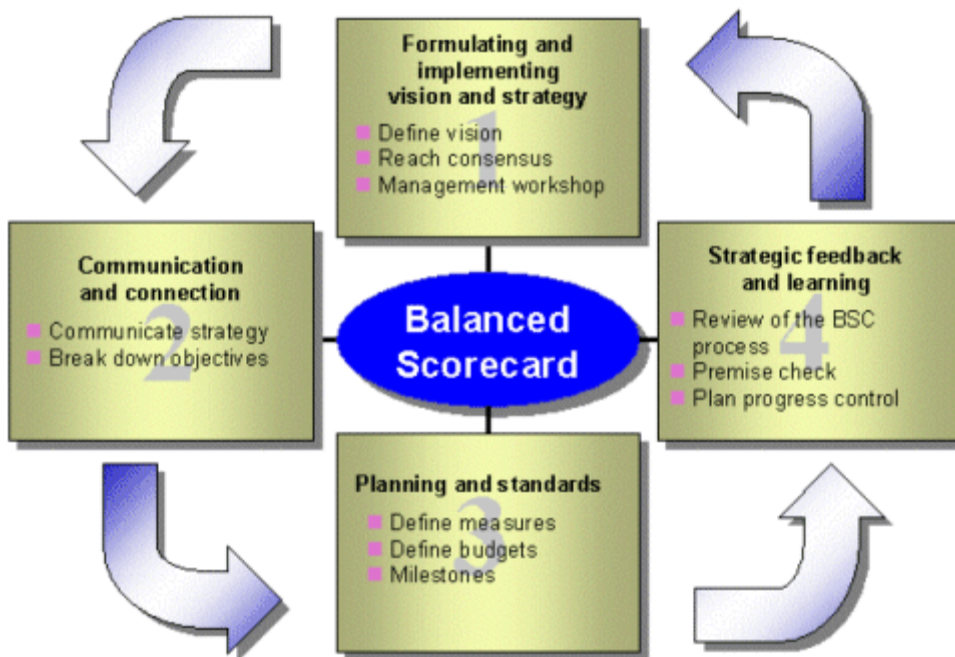 Formulating and
implementing
vision and strategy
1
Define vision
Reach consensus
Management workshop
Communication
and connection
2
Communicate strategy
Break down objectives
Balanced
Scorecard
Strategic feedback
and learning
4
Review of the BSC
process
Premise check
Plan progress control
Planning and standards
3
Define measures
Define budgets
Milestones